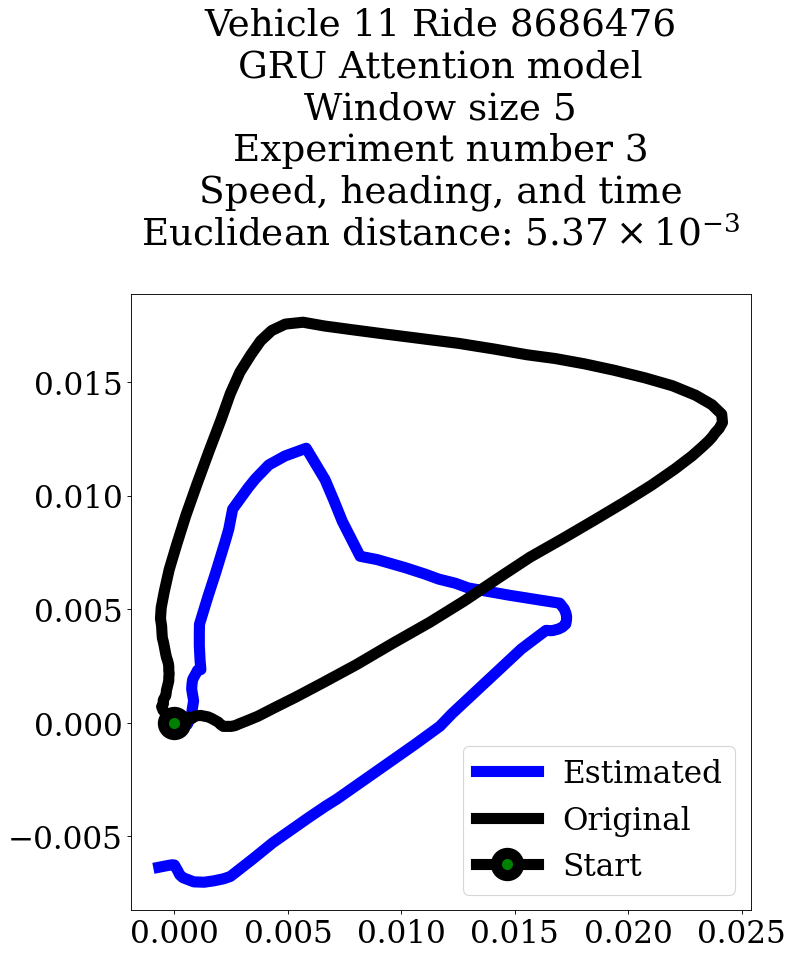 Vehicle 11 Ride 8686476
GRU Attention model
Window size 5
Experiment number 3
Speed, heading, and time
Euclidean distance: 5.37 × 10⁻³
0.015
0.010
0.005
0.000
−0.005
Estimated
Original
Start
0.000 0.005 0.010 0.015 0.020 0.025